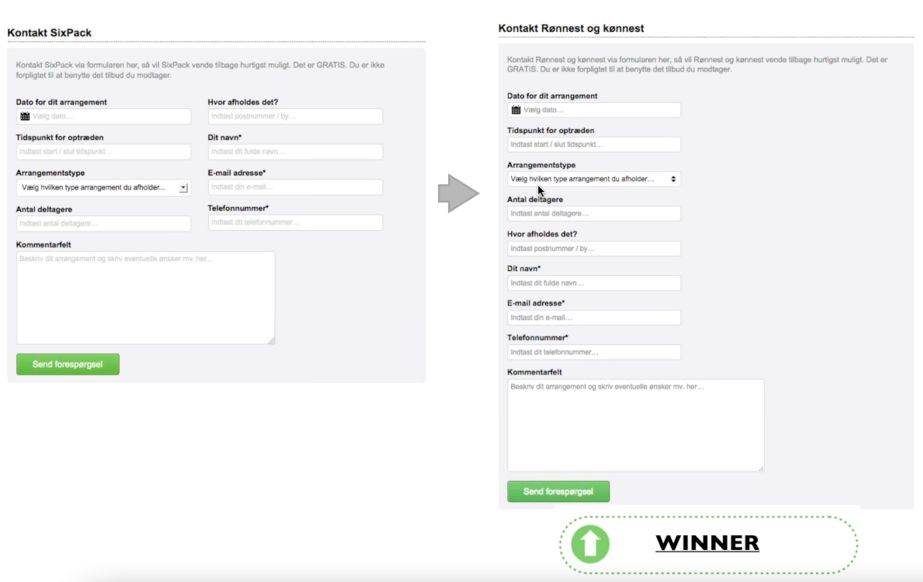 Kontakt SixPack
Kontakt SixPack via formularen her, så vil SixPack vende tilbage hurtigst muligt. Det er GRATIS. Du er ikke
forpligtet til at benytte det tilbud du modtager.
Dato for dit arrangement
Vælg dato...
Tidspunkt for optræden
Indtast start / slut tidspunkt...
Arrangementstype
Vælg hvilken type arrangement du afholder...
Antal deltagere
Indtast antal deltagere...
Hvor afholdes det?
Indtast postnummer / by...
Dit navn*
Indtast dit fulde navn...
E-mail adresse*
Indtast din e-mail...
Telefonnummer*
Indtast dit telefonnummer...
Kommentarfelt
Beskriv dit arrangement og skriv eventuelle ønsker mv. her...
Send forespørgsel
Kontakt Rønnest og kønnest
Kontakt Rønnest og kønnest via formularen her, så vil Rønnest og kønnest vende tilbage hurtigst muligt. Det er
GRATIS. Du er ikke forpligtet til at benytte det tilbud du modtager.
Dato for dit arrangement
Vælg dato...
Tidspunkt for optræden
Indtast start / slut tidspunkt...
Arrangementstype
Vælg hvilken type arrangement du afholder...
Antal deltagere
Indtast antal deltagere...
Hvor afholdes det?
Indtast postnummer / by...
Dit navn*
Indtast dit fulde navn...
E-mail adresse*
Indtast din e-mail...
Telefonnummer*
Indtast dit telefonnummer...
Kommentarfelt
Beskriv dit arrangement og skriv eventuelle ønsker mv. her...
Send forespørgsel
WINNER